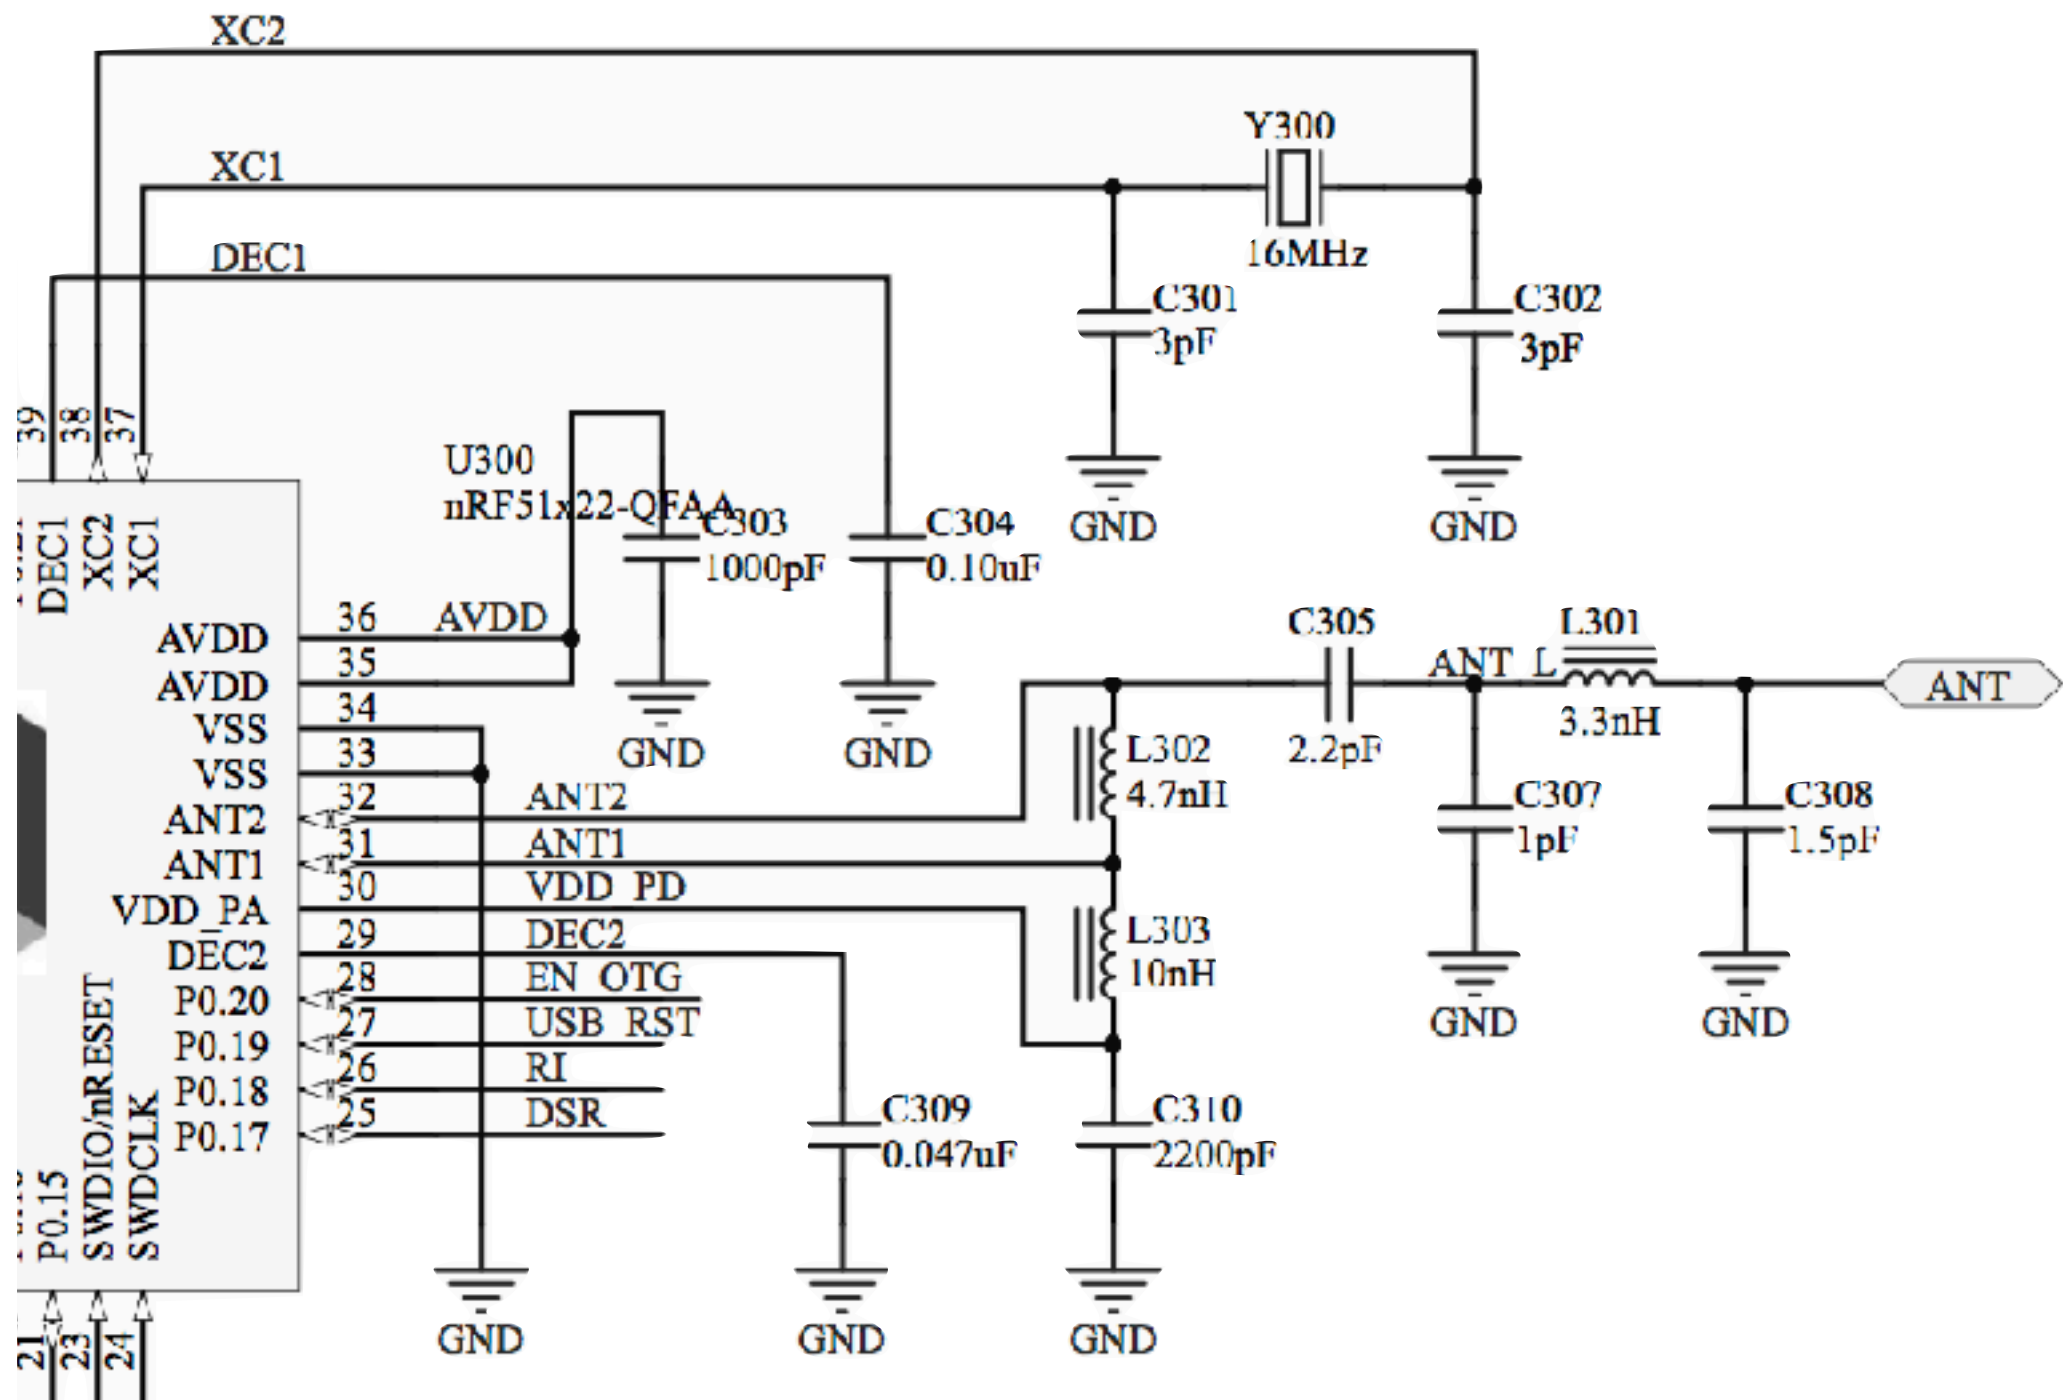 XC2
XC1
DEC1
Y300
16MHz
C301
3pF
C302
3pF
GND
GND
39
38
37
DEC1
XC2
XC1
U300
nRF51x22-QFAA
C303
1000pF
C304
0.10uF
GND
GND
AVDD
36
AVDD
AVDD
35
VSS
34
VSS
33
ANT2
32
ANT2
ANT1
31
ANT1
VDD_PA
30
VDD_PD
DEC2
29
DEC2
P0.20
28
EN_OTG
P0.19
27
USB_RST
P0.18
26
RI
P0.17
25
DSR
L302
4.7nH
L303
10nH
C305
2.2pF
ANT_L
L301
3.3nH
ANT
C307
1pF
C308
1.5pF
GND
GND
C309
0.047uF
C310
2200pF
GND
GND
GND
P0.15
SWDIO/nRESET
SWDCLK
21
23
24